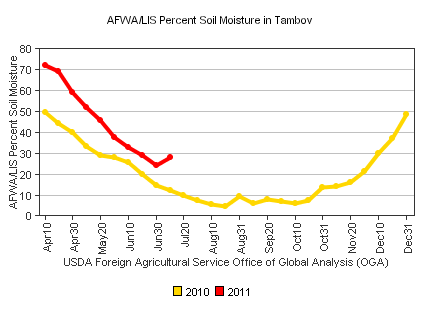 AFWA/LIS Percent Soil Moisture in Tambov
AFWA/LIS Percent Soil Moisture
80
70
60
50
40
30
20
10
0
Apr10
Apr30
May20
Jun10
Jun30
Jul20
Aug10
Aug31
Sep20
Oct10
Oct31
Nov20
Dec10
Dec31
USDA Foreign Agricultural Service Office of Global Analysis (OGA)
2010 2011